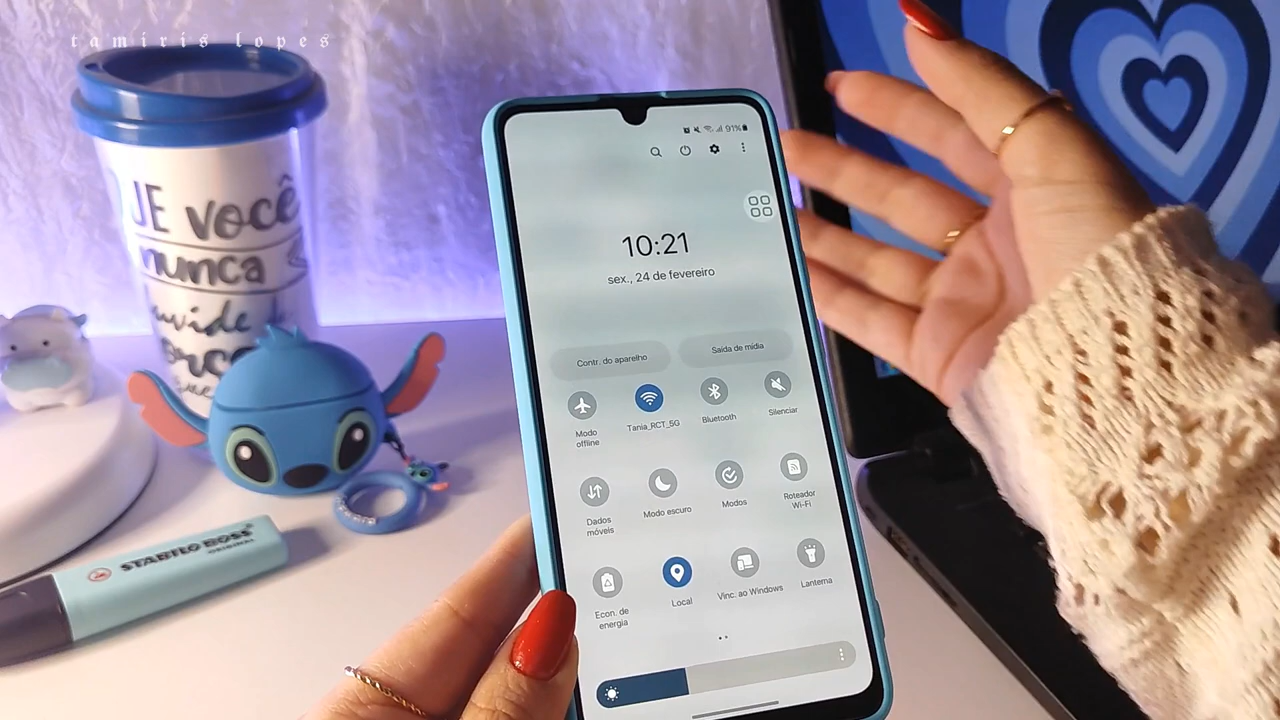 tamiris lopes
UE você
nunca
STABILO BOSS
ORIGINAL
91%
10:21
sex., 24 de fevereiro
Contr. do aparelho
Saída de mídia
Modo offline
Tania_RCT_5G
Bluetooth
Silenciar
Dados móveis
Modo escuro
Modos
Roteador Wi-Fi
Econ. de energia
Local
Vinc. ao Windows
Lanterna